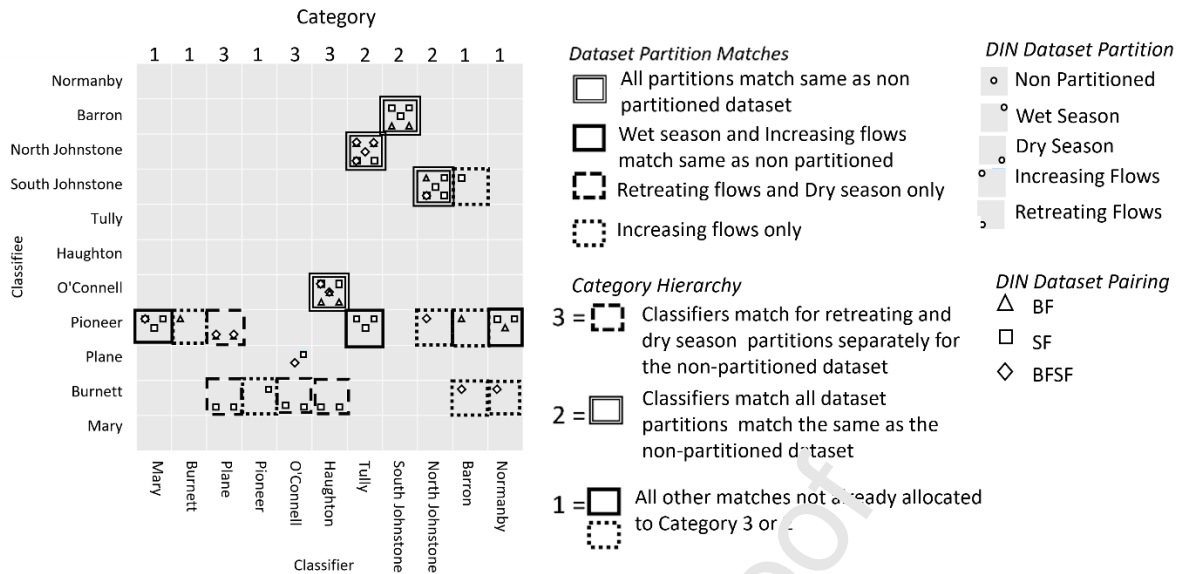 Category
1 1 3 1 3 3 2 2 2 1 1
Normanby
Barron
North Johnstone
South Johnstone
Tully
Haughton
O'Connell
Pioneer
Plane
Burnett
Mary
Classifiee
Mary
Burnett
Plane
Pioneer
O'Connell
Haughton
Tully
South Johnstone
North Johnstone
Barron
Normanby
Classifier
Dataset Partition Matches
All partitions match same as non
partitioned dataset
Wet season and Increasing flows
match same as non partitioned
Retreating flows and Dry season only
Increasing flows only
Category Hierarchy
3 =
Classifiers match for retreating and
dry season partitions separately for
the non-partitioned dataset
2 =
Classifiers match all dataset
partitions match the same as the
non-partitioned dataset
1 =
All other matches not already allocated
to Category 3 or
DIN Dataset Partition
Non Partitioned
Wet Season
Dry Season
Increasing Flows
Retreating Flows
DIN Dataset Pairing
BF
SF
BFSF
oof